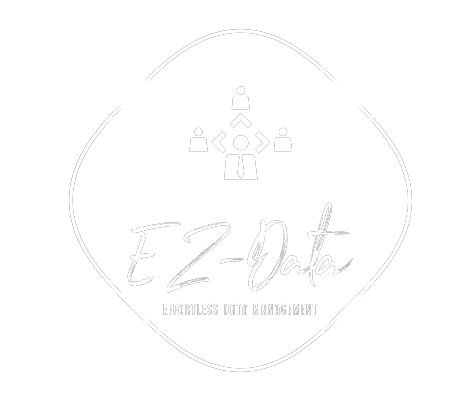 EZ-Data
EFFORTLESS DATA MANAGEMENT